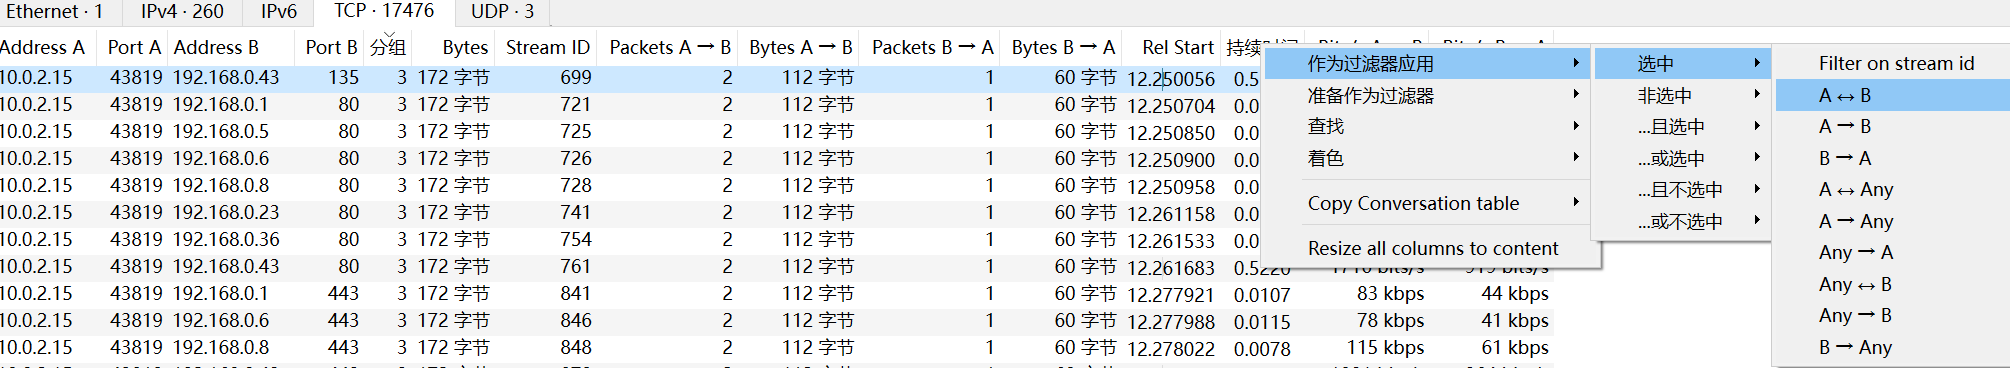 Ethernet · 1 IPv4 · 260 IPv6 TCP · 17476 UDP · 3
Address A Port A Address B Port B 分组 Bytes Stream ID Packets A → B Bytes A → B Packets B → A Bytes B → A Rel Start 持续时间
10.0.2.15 43819 192.168.0.43 135 3 172 字节 699 2 112 字节 1 60 字节 12.250056 0.5
10.0.2.15 43819 192.168.0.1 80 3 172 字节 721 2 112 字节 1 60 字节 12.250704 0.0
10.0.2.15 43819 192.168.0.5 80 3 172 字节 725 2 112 字节 1 60 字节 12.250850 0.0
10.0.2.15 43819 192.168.0.6 80 3 172 字节 726 2 112 字节 1 60 字节 12.250900 0.0
10.0.2.15 43819 192.168.0.8 80 3 172 字节 728 2 112 字节 1 60 字节 12.250958 0.0
10.0.2.15 43819 192.168.0.23 80 3 172 字节 741 2 112 字节 1 60 字节 12.261158 0.0
10.0.2.15 43819 192.168.0.36 80 3 172 字节 754 2 112 字节 1 60 字节 12.261533 0.0
10.0.2.15 43819 192.168.0.43 80 3 172 字节 761 2 112 字节 1 60 字节 12.261683 0.5220
10.0.2.15 43819 192.168.0.1 443 3 172 字节 841 2 112 字节 1 60 字节 12.277921 0.0107 83 kbps 44 kbps
10.0.2.15 43819 192.168.0.6 443 3 172 字节 846 2 112 字节 1 60 字节 12.277988 0.0115 78 kbps 41 kbps
10.0.2.15 43819 192.168.0.8 443 3 172 字节 848 2 112 字节 1 60 字节 12.278022 0.0078 115 kbps 61 kbps
作为过滤器应用
准备作为过滤器
查找
着色
Copy Conversation table
Resize all columns to content
选中
非选中
...且选中
...或选中
...且不选中
...或不选中
Filter on stream id
A ↔ B
A → B
B → A
A ↔ Any
A → Any
Any → A
Any ↔ B
Any → B
B → Any